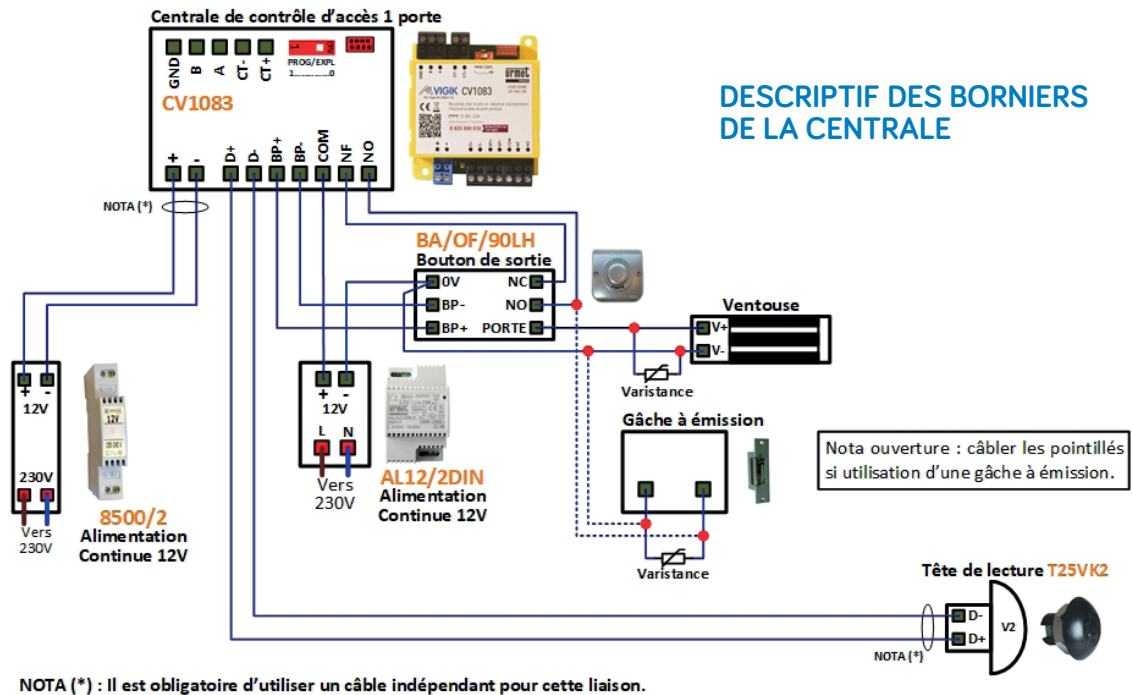 Centrale de contrôle d'accès 1 porte
GND
B
A
CT-
CT+
PROG/EXPL
1 ............... 0
CV1083
+
-
D+
D-
BP+
BP-
COM
NF
NO
urmet
VIGIK CV1083
DESCRIPTIF DES BORNIERS
DE LA CENTRALE
NOTA (*)
BA/OF/90LH
Bouton de sortie
0V
NC
BP-
NO
BP+
PORTE
Ventouse
V+
V-
Varistance
+
-
12V
230V
Vers
230V
12V
8500/2
Alimentation
Continue 12V
+
-
12V
L
N
Vers
230V
urmet
AL12/2DIN
Alimentation
Continue 12V
Gâche à émission
Varistance
Nota ouverture : câbler les pointillés
si utilisation d'une gâche à émission.
Tête de lecture T25VK2
D-
D+
V2
NOTA (*)
NOTA (*) : Il est obligatoire d'utiliser un câble indépendant pour cette liaison.